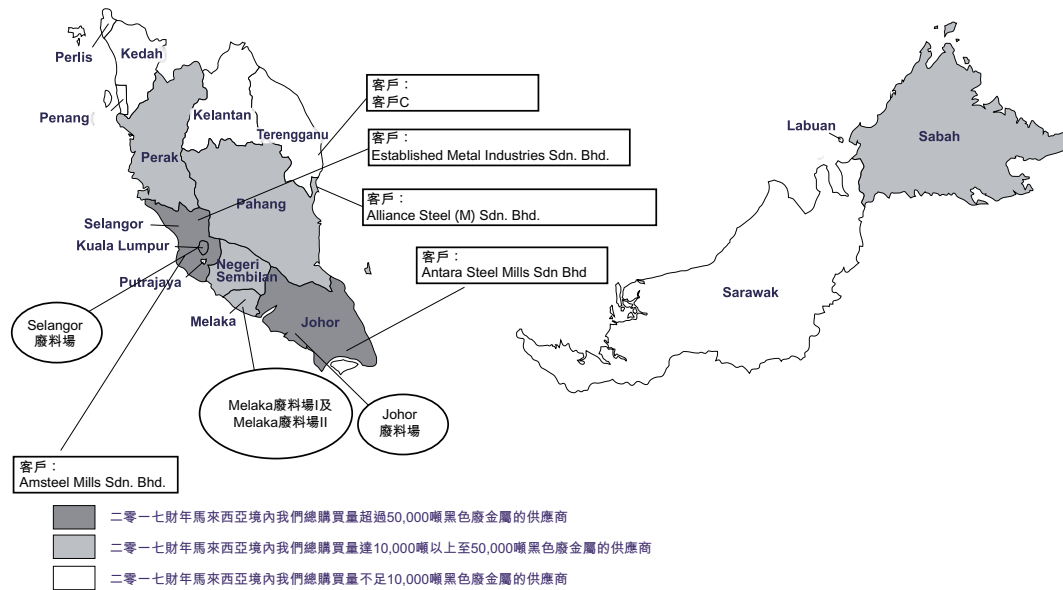 Perlis
Kedah
Penang
Kelantan
Terengganu
Perak
Pahang
Selangor
Kuala Lumpur
Putrajaya
Negeri
Sembilan
Melaka
Johor
客戶：
客戶C
客戶：
Established Metal Industries Sdn. Bhd.
客戶：
Alliance Steel (M) Sdn. Bhd.
客戶：
Antara Steel Mills Sdn Bhd
Labuan
Sabah
Sarawak
Selangor
廢料場
Melaka廢料場I及
Melaka廢料場II
Johor
廢料場
客戶：
Amsteel Mills Sdn. Bhd.
二零一七財年馬來西亞境內我們總購買量超過50,000噸黑色廢金屬的供應商
二零一七財年馬來西亞境內我們總購買量達10,000噸以上至50,000噸黑色廢金屬的供應商
二零一七財年馬來西亞境內我們總購買量不足10,000噸黑色廢金屬的供應商